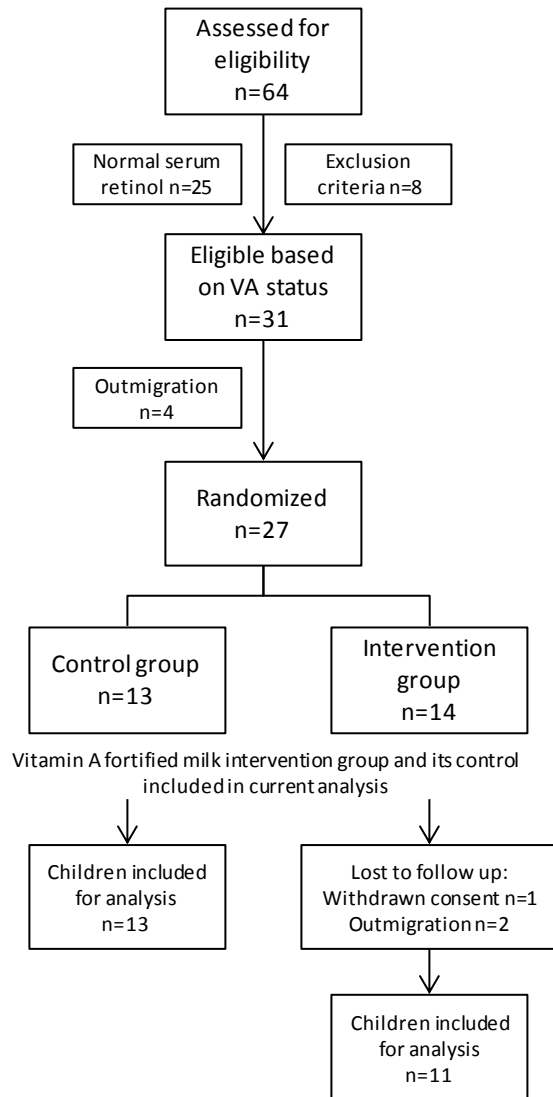 Assessed for
eligibility
n=64
Normal serum
retinol n=25
Exclusion
criteria n=8
Eligible based
on VA status
n=31
Outmigration
n=4
Randomized
n=27
Control group
n=13
Intervention
group
n=14
Vitamin A fortified milk intervention group and its control
included in current analysis
Children included
for analysis
n=13
Lost to follow up:
Withdrawn consent n=1
Outmigration n=2
Children included
for analysis
n=11